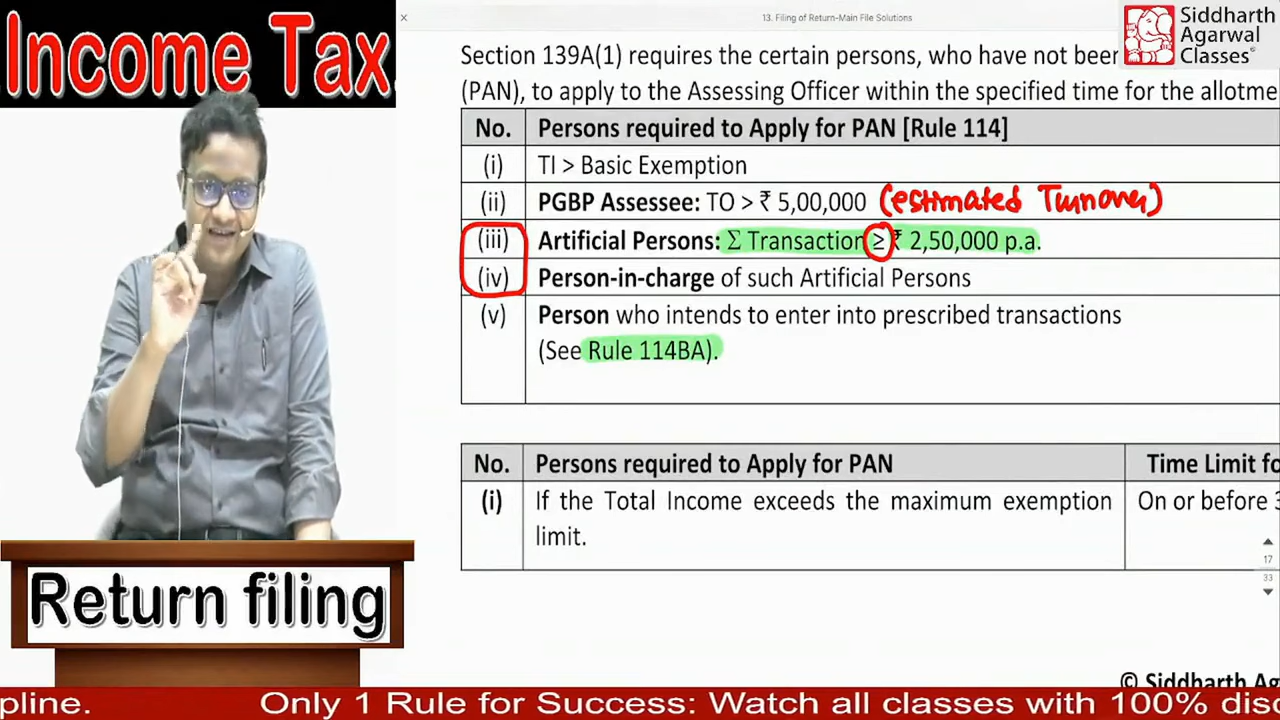 Income Tax
13. Filing of Return-Main File Solutions
Siddharth
Agarwal
Classes
Section 139A(1) requires the certain persons, who have not been
(PAN), to apply to the Assessing Officer within the specified time for the allotme
No. Persons required to Apply for PAN [Rule 114]
(i) TI > Basic Exemption
(ii) PGBP Assessee: TO > ₹ 5,00,000 (estimated Turnover)
(iii) Artificial Persons: Σ Transaction ≥ ₹ 2,50,000 p.a.
(iv) Person-in-charge of such Artificial Persons
(v) Person who intends to enter into prescribed transactions
(See Rule 114BA).
No. Persons required to Apply for PAN Time Limit fo
(i) If the Total Income exceeds the maximum exemption On or before 3
limit.
17
33
Return filing
© Siddharth Ag
pline. Only 1 Rule for Success: Watch all classes with 100% disc